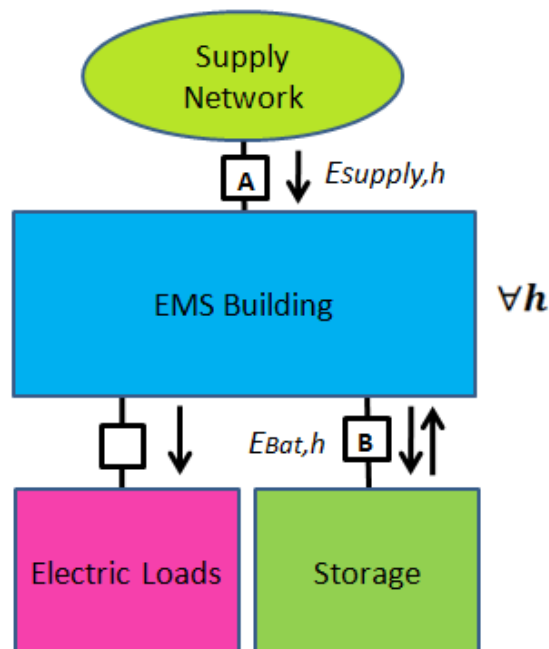 Supply
Network
A
Esupply,h
EMS Building
∀h
EBat,h
B
Electric Loads
Storage